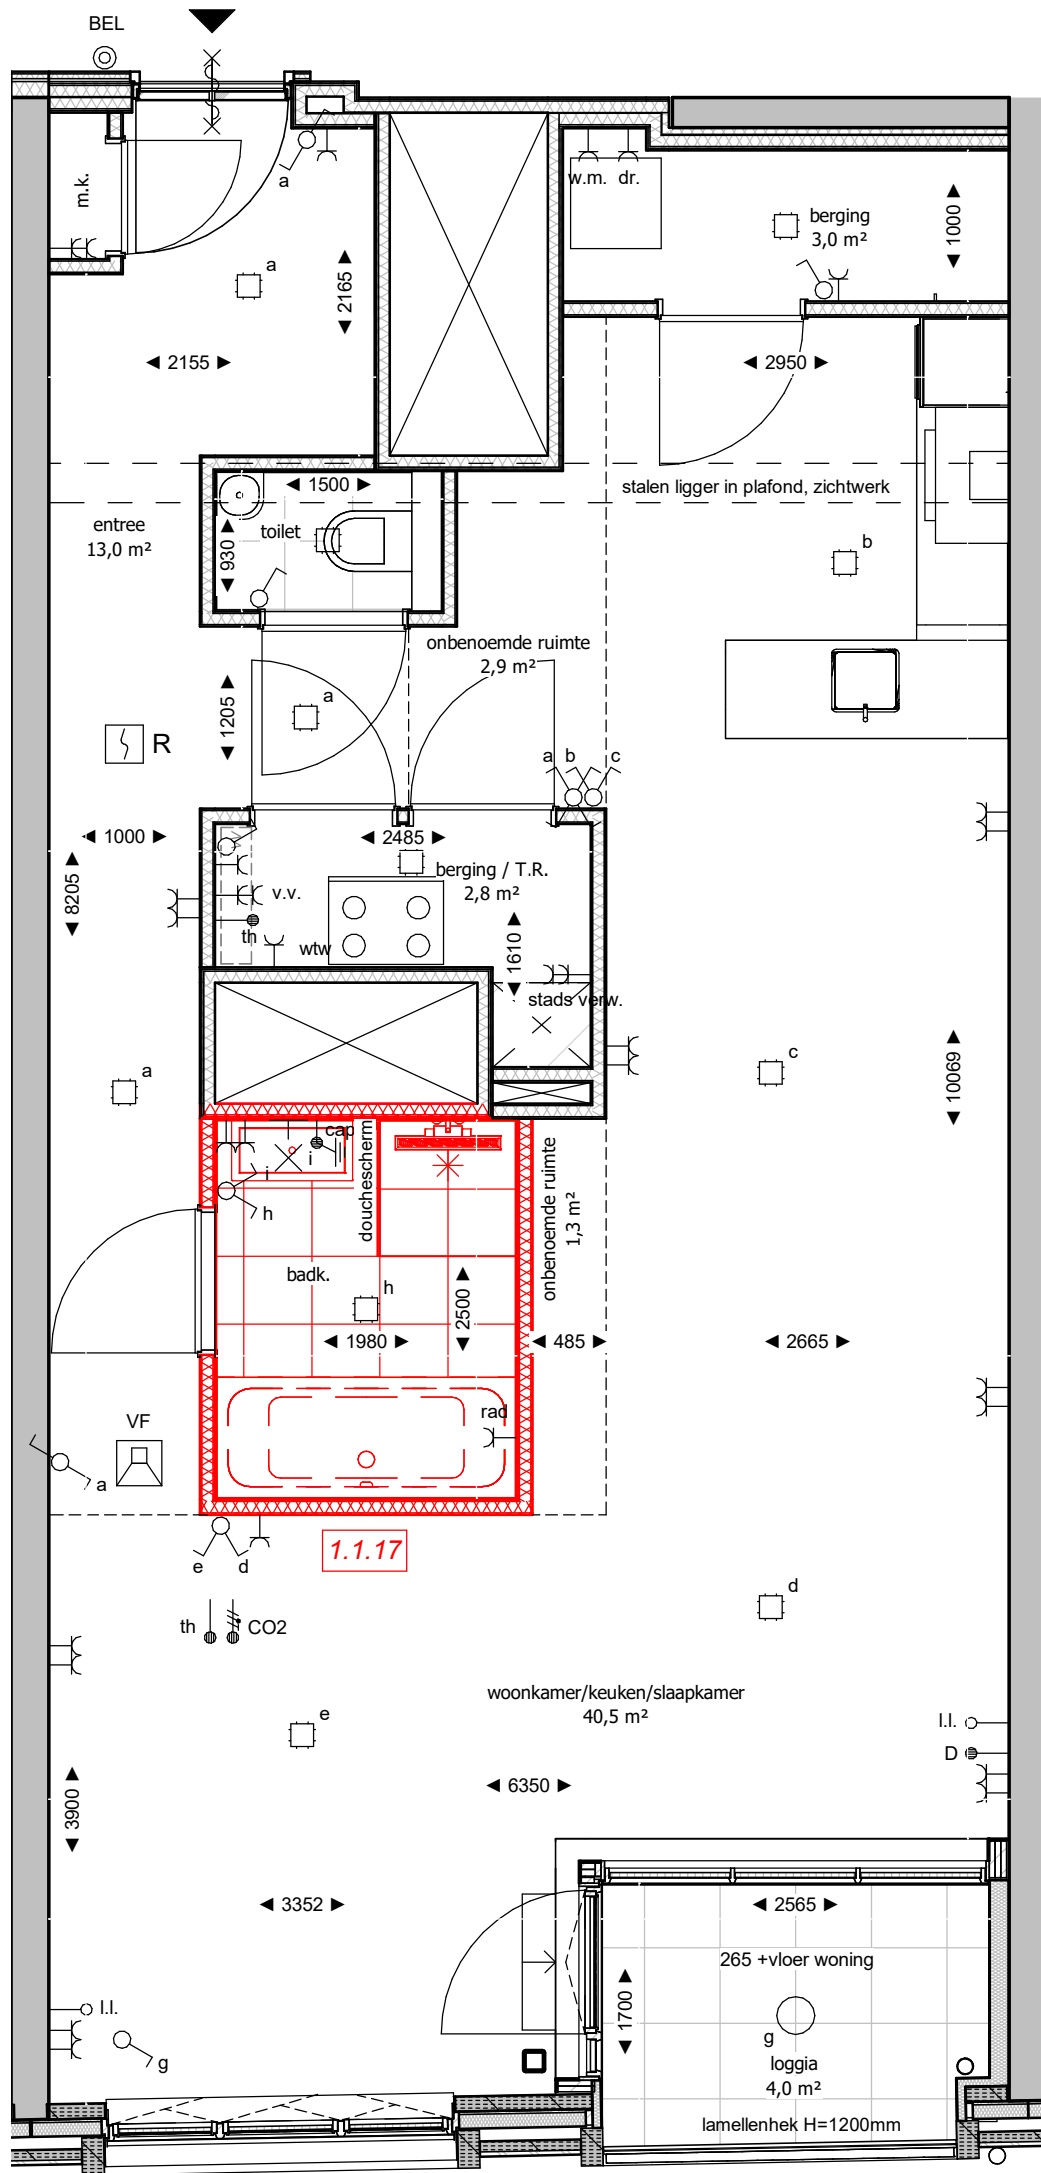 BEL
a
m.k.
w.m. dr.
berging
3,0 m²
1000
a
2165
2155
2950
1500
stalen ligger in plafond, zichtwerk
entree
13,0 m²
930
toilet
b
onbenoemde ruimte
2,9 m²
1205
a
R
a b c
1000
2485
8205
berging / T.R.
2,8 m²
v.v.
th
wtw
1610
stads verw.
10069
c
a
cap
i
i
h
douchescherm
onbenoemde ruimte
1,3 m²
badk.
h
2500
1980
485
2665
rad
VF
a
e d
1.1.17
d
th CO2
woonkamer/keuken/slaapkamer
40,5 m²
e
l.l.
D
6350
3900
3352
2565
265 +vloer woning
1700
l.l.
g
g
loggia
4,0 m²
lamellenhek H=1200mm